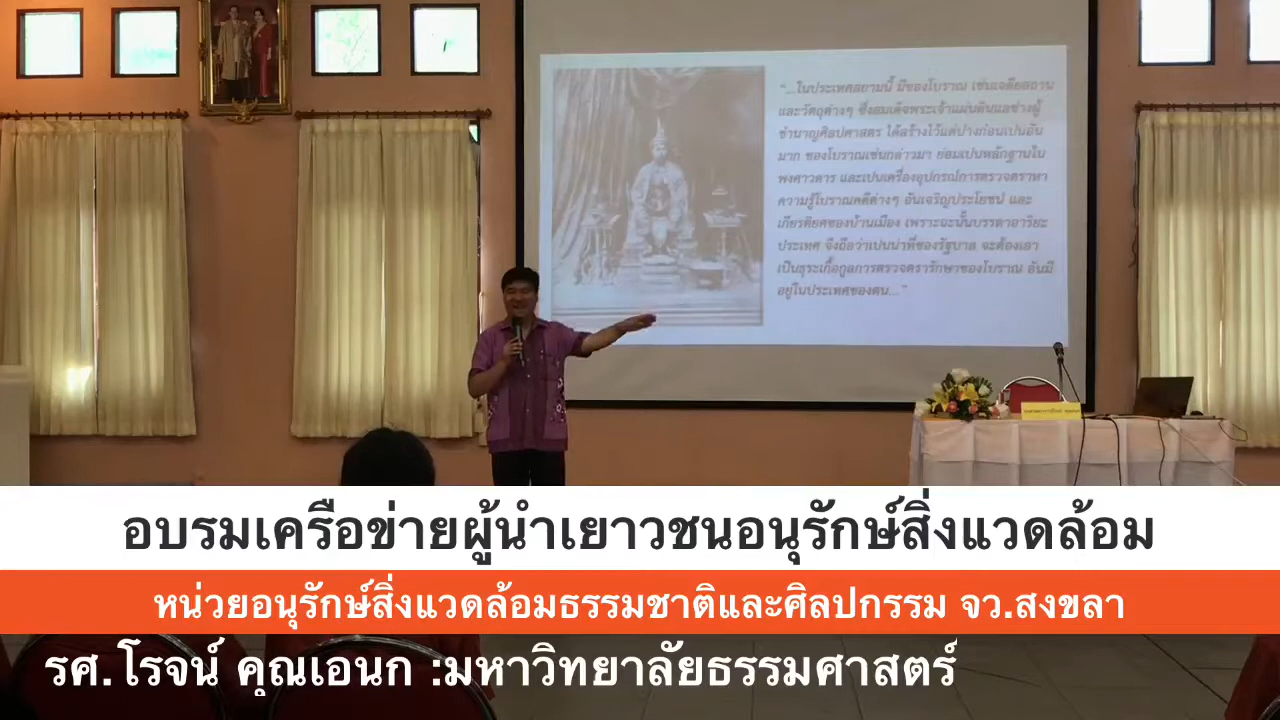 “...ในประเทศสยามนี้ มีของโบราณ เช่นเจดียสถาน
และวัตถุต่างๆ ซึ่งสมเด็จพระเจ้าแผ่นดินแลช่างผู้
ชำนาญศิลปศาสตร ได้สร้างไว้แต่ปางก่อนเปนอัน
มาก ของโบราณเช่นกล่าวมา ย่อมเปนหลักฐานใน
พงศาวดาร และเปนเครื่องอุปกรณ์การตรวจตราหา
ความรู้โบราณคดีต่างๆ อันเจริญประโยชน์ และ
เกียรติยศของบ้านเมือง เพราะฉะนั้นบรรดาอาริยะ
ประเทศ จึงถือว่าเปนน่าที่ของรัฐบาล จะต้องเอา
เป็นธุระเกื้อกูลการตรวจตรารักษาของโบราณ อันมี
อยู่ในประเทศของตน...”
อบรมเครือข่ายผู้นำเยาวชนอนุรักษ์สิ่งแวดล้อม
หน่วยอนุรักษ์สิ่งแวดล้อมธรรมชาติและศิลปกรรม จว.สงขลา
รศ.โรจน์ คุณเอนก :มหาวิทยาลัยธรรมศาสตร์